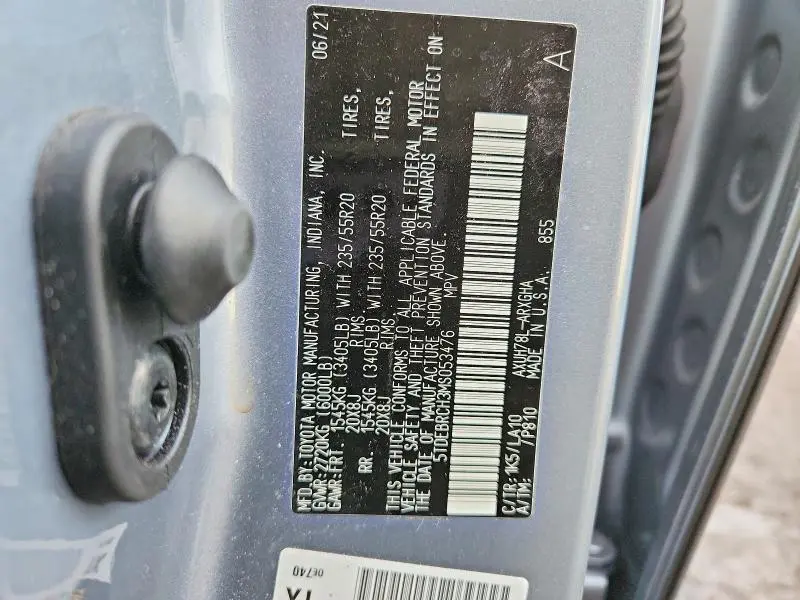 MFD.BY:TOYOTA MOTOR MANUFACTURING, INDIANA, INC. 06/21
GVWR:2720KG (6000LB)
GAWR:FRT 1545KG (3405LB) WITH 235/55R20 TIRES,
20X8J RIMS,
RR. 1545KG (3405LB) WITH 235/55R20 TIRES,
20X8J RIMS,
THIS VEHICLE CONFORMS TO ALL APPLICABLE FEDERAL MOTOR
VEHICLE SAFETY AND THEFT PREVENTION STANDARDS IN EFFECT ON
THE DATE OF MANUFACTURE SHOWN ABOVE.
5TDEBRCH3MS053476 MPV
A
C/TR:1K5/LA10 AXUH78L-ARXGHA
A/TM: /P810 MADE IN U.S.A. 855
0E740